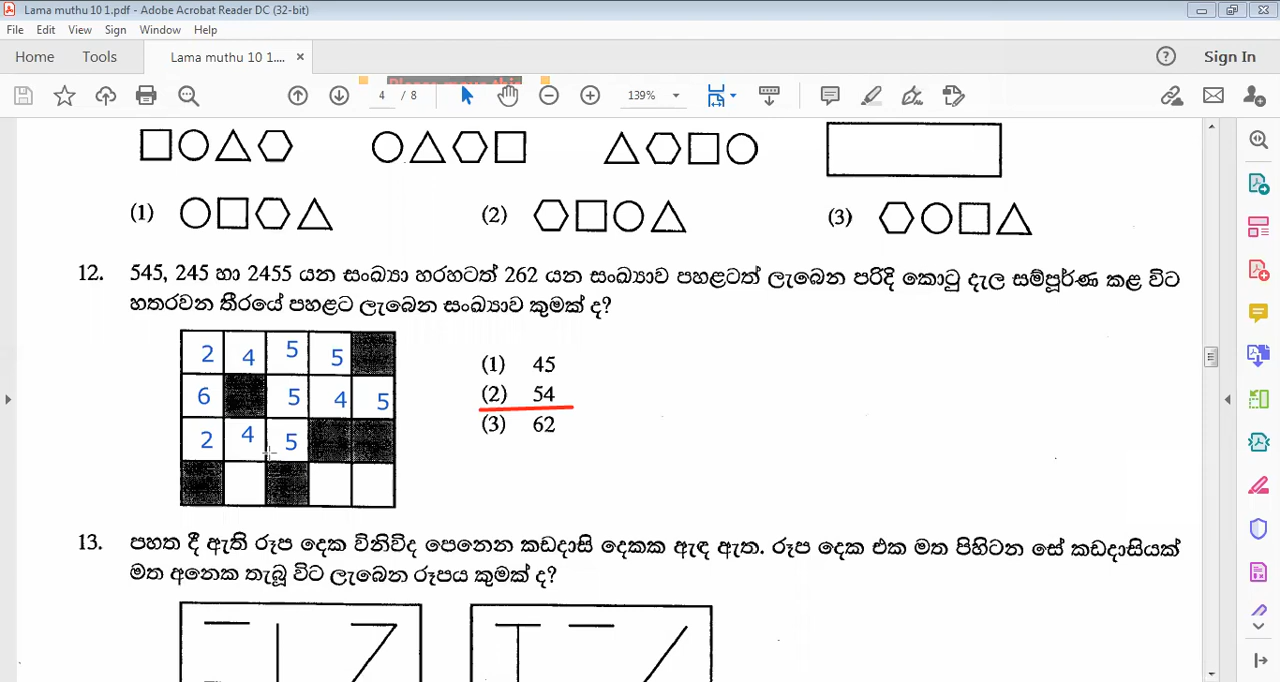 Lama muthu 10 1.pdf - Adobe Acrobat Reader DC (32-bit)
File Edit View Sign Window Help
Home Tools Lama muthu 10 1.... × Sign In
4 / 8 139%
(1) (2) (3)
12. 545, 245 හා 2455 යන සංඛ්‍යා හරහටත් 262 යන සංඛ්‍යාව පහළටත් ලැබෙන පරිදි කොටු දැල සම්පූර්ණ කළ විට
හතරවන තීරයේ පහළට ලැබෙන සංඛ්‍යාව කුමක් ද?
2 4 5 5
6 5 4 5
2 4 5
(1) 45
(2) 54
(3) 62
13. පහත දී ඇති රූප දෙක විනිවිද පෙනෙන කඩදාසි දෙකක ඇඳ ඇත. රූප දෙක එක මත පිහිටන සේ කඩදාසියක්
මත අනෙක තැබූ විට ලැබෙන රූපය කුමක් ද?